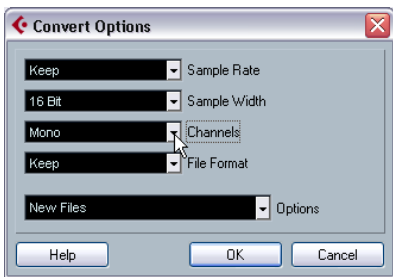 Convert Options
Keep Sample Rate
16 Bit Sample Width
Mono Channels
Keep File Format
New Files Options
Help OK Cancel